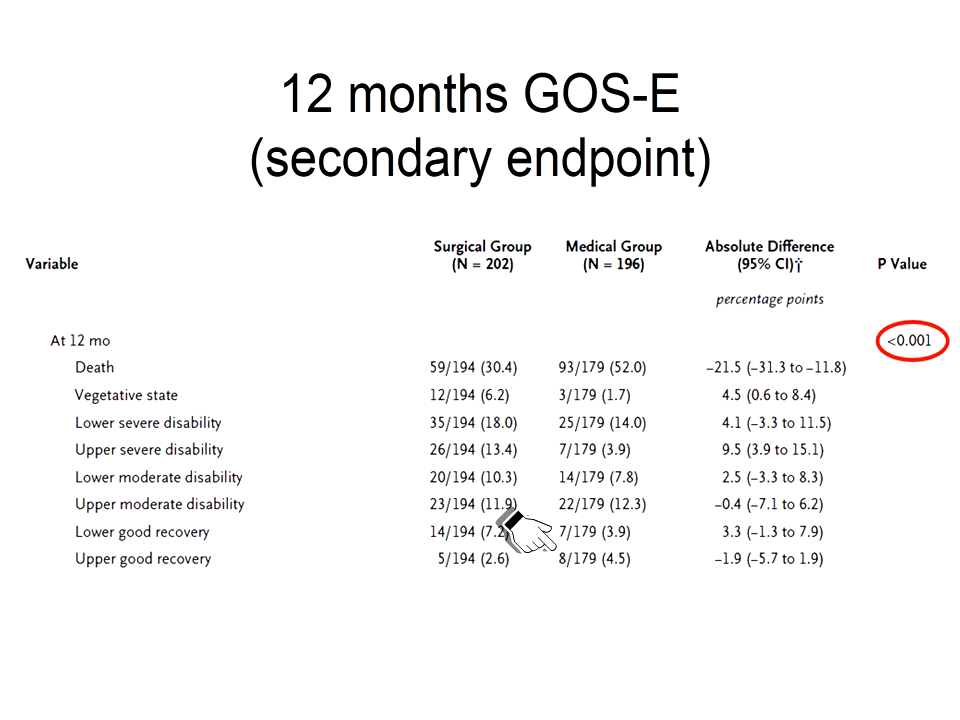 12 months GOS-E
(secondary endpoint)
Variable Surgical Group (N = 202) Medical Group (N = 196) Absolute Difference (95% CI)† P Value
percentage points
At 12 mo <0.001
Death 59/194 (30.4) 93/179 (52.0) −21.5 (−31.3 to −11.8)
Vegetative state 12/194 (6.2) 3/179 (1.7) 4.5 (0.6 to 8.4)
Lower severe disability 35/194 (18.0) 25/179 (14.0) 4.1 (−3.3 to 11.5)
Upper severe disability 26/194 (13.4) 7/179 (3.9) 9.5 (3.9 to 15.1)
Lower moderate disability 20/194 (10.3) 14/179 (7.8) 2.5 (−3.3 to 8.3)
Upper moderate disability 23/194 (11.9) 22/179 (12.3) −0.4 (−7.1 to 6.2)
Lower good recovery 14/194 (7.2) 7/179 (3.9) 3.3 (−1.3 to 7.9)
Upper good recovery 5/194 (2.6) 8/179 (4.5) −1.9 (−5.7 to 1.9)